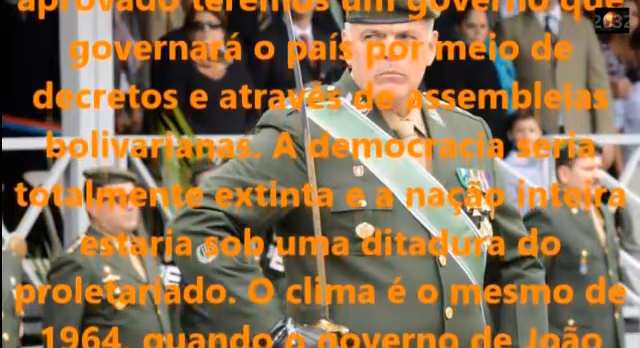 aprovado teremos um governo que
governará o país por meio de
decretos e através de assembleias
bolivarianas. A democracia seria
totalmente extinta e a nação inteira
estaria sob uma ditadura do
proletariado. O clima é o mesmo de
1964, quando o governo de João